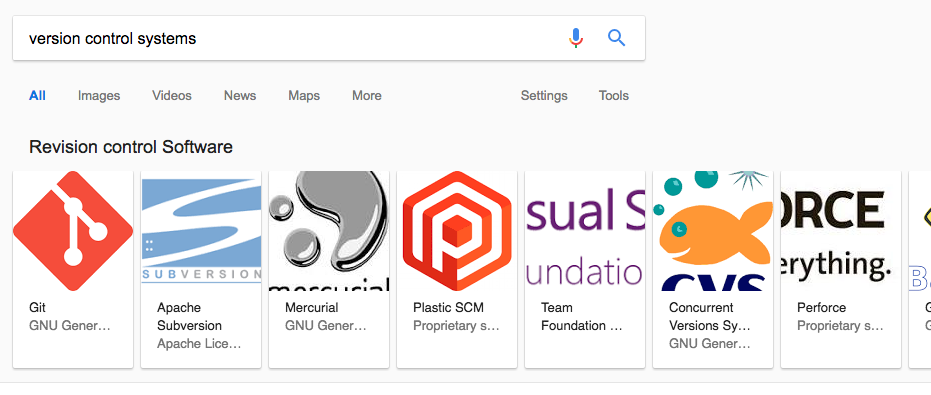 version control systems
All Images Videos News Maps More Settings Tools
Revision control Software
SUBVERSION
mercurial
sual S
undatio
cvs
ORCE
erything.
Ba
Git
GNU Gener...
Apache
Subversion
Apache Lice...
Mercurial
GNU Gener...
Plastic SCM
Proprietary s...
Team
Foundation ...
Concurrent
Versions Sy...
GNU Gener...
Perforce
Proprietary s...
G
G